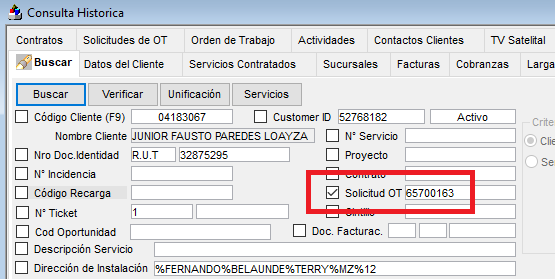 Consulta Historica
Contratos Solicitudes de OT Orden de Trabajo Actividades Contactos Clientes TV Satelital
Buscar Datos del Cliente Servicios Contratados Sucursales Facturas Cobranzas Larga
Buscar Verificar Unificación Servicios
Código Cliente (F9) 04183067 Customer ID 52768182 Activo
Nombre Cliente JUNIOR FAUSTO PAREDES LOAYZA N° Servicio
Nro Doc.Identidad R.U.T 32875295 Proyecto
N° Incidencia Contrato
Código Recarga Solicitud OT 65700163
N° Ticket 1 Sintillo
Cod Oportunidad Doc. Facturac.
Descripción Servicio
Dirección de Instalación %FERNANDO%BELAUNDE%TERRY%MZ%12
Crite
Clie
Se